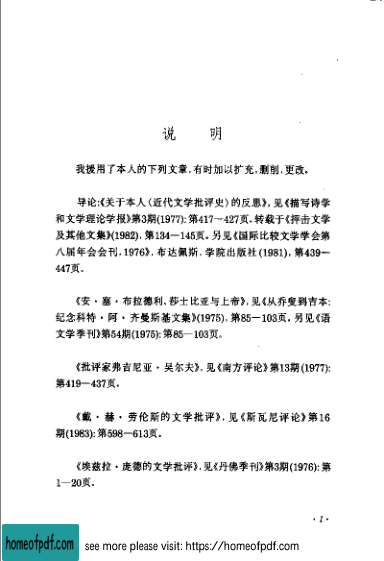 说　明
我援用了本人的下列文章，有时加以扩充，删削，更改。
导论：《关于本人〈近代文学批评史〉的反思》，见《描写诗学
和文学理论学报》第3期(1977)：第417—427页。转载于《抨击文学
及其他文集》(1982)，第134—145页。另见《国际比较文学学会第
八届年会会刊，1976》，布达佩斯，学院出版社(1981)，第439—
447页。
《安·塞·布拉德利、莎士比亚与上帝》，见《从乔叟到吉本：
纪念科特·阿·齐曼斯基文集》(1975)，第85—103页，另见《语
文学季刊》第54期(1975)：第85—103页。
《批评家弗吉尼亚·吴尔夫》，见《南方评论》第13期(1977)：
第419—437页。
《戴·赫·劳伦斯的文学批评》，见《斯瓦尼评论》第16
期(1983)：第598—613页。
《埃兹拉·庞德的文学批评》，见《丹佛季刊》第3期(1976)：第
1—20页。
·1·
homeofpdf.com
see more please visit: https://homeofpdf.com